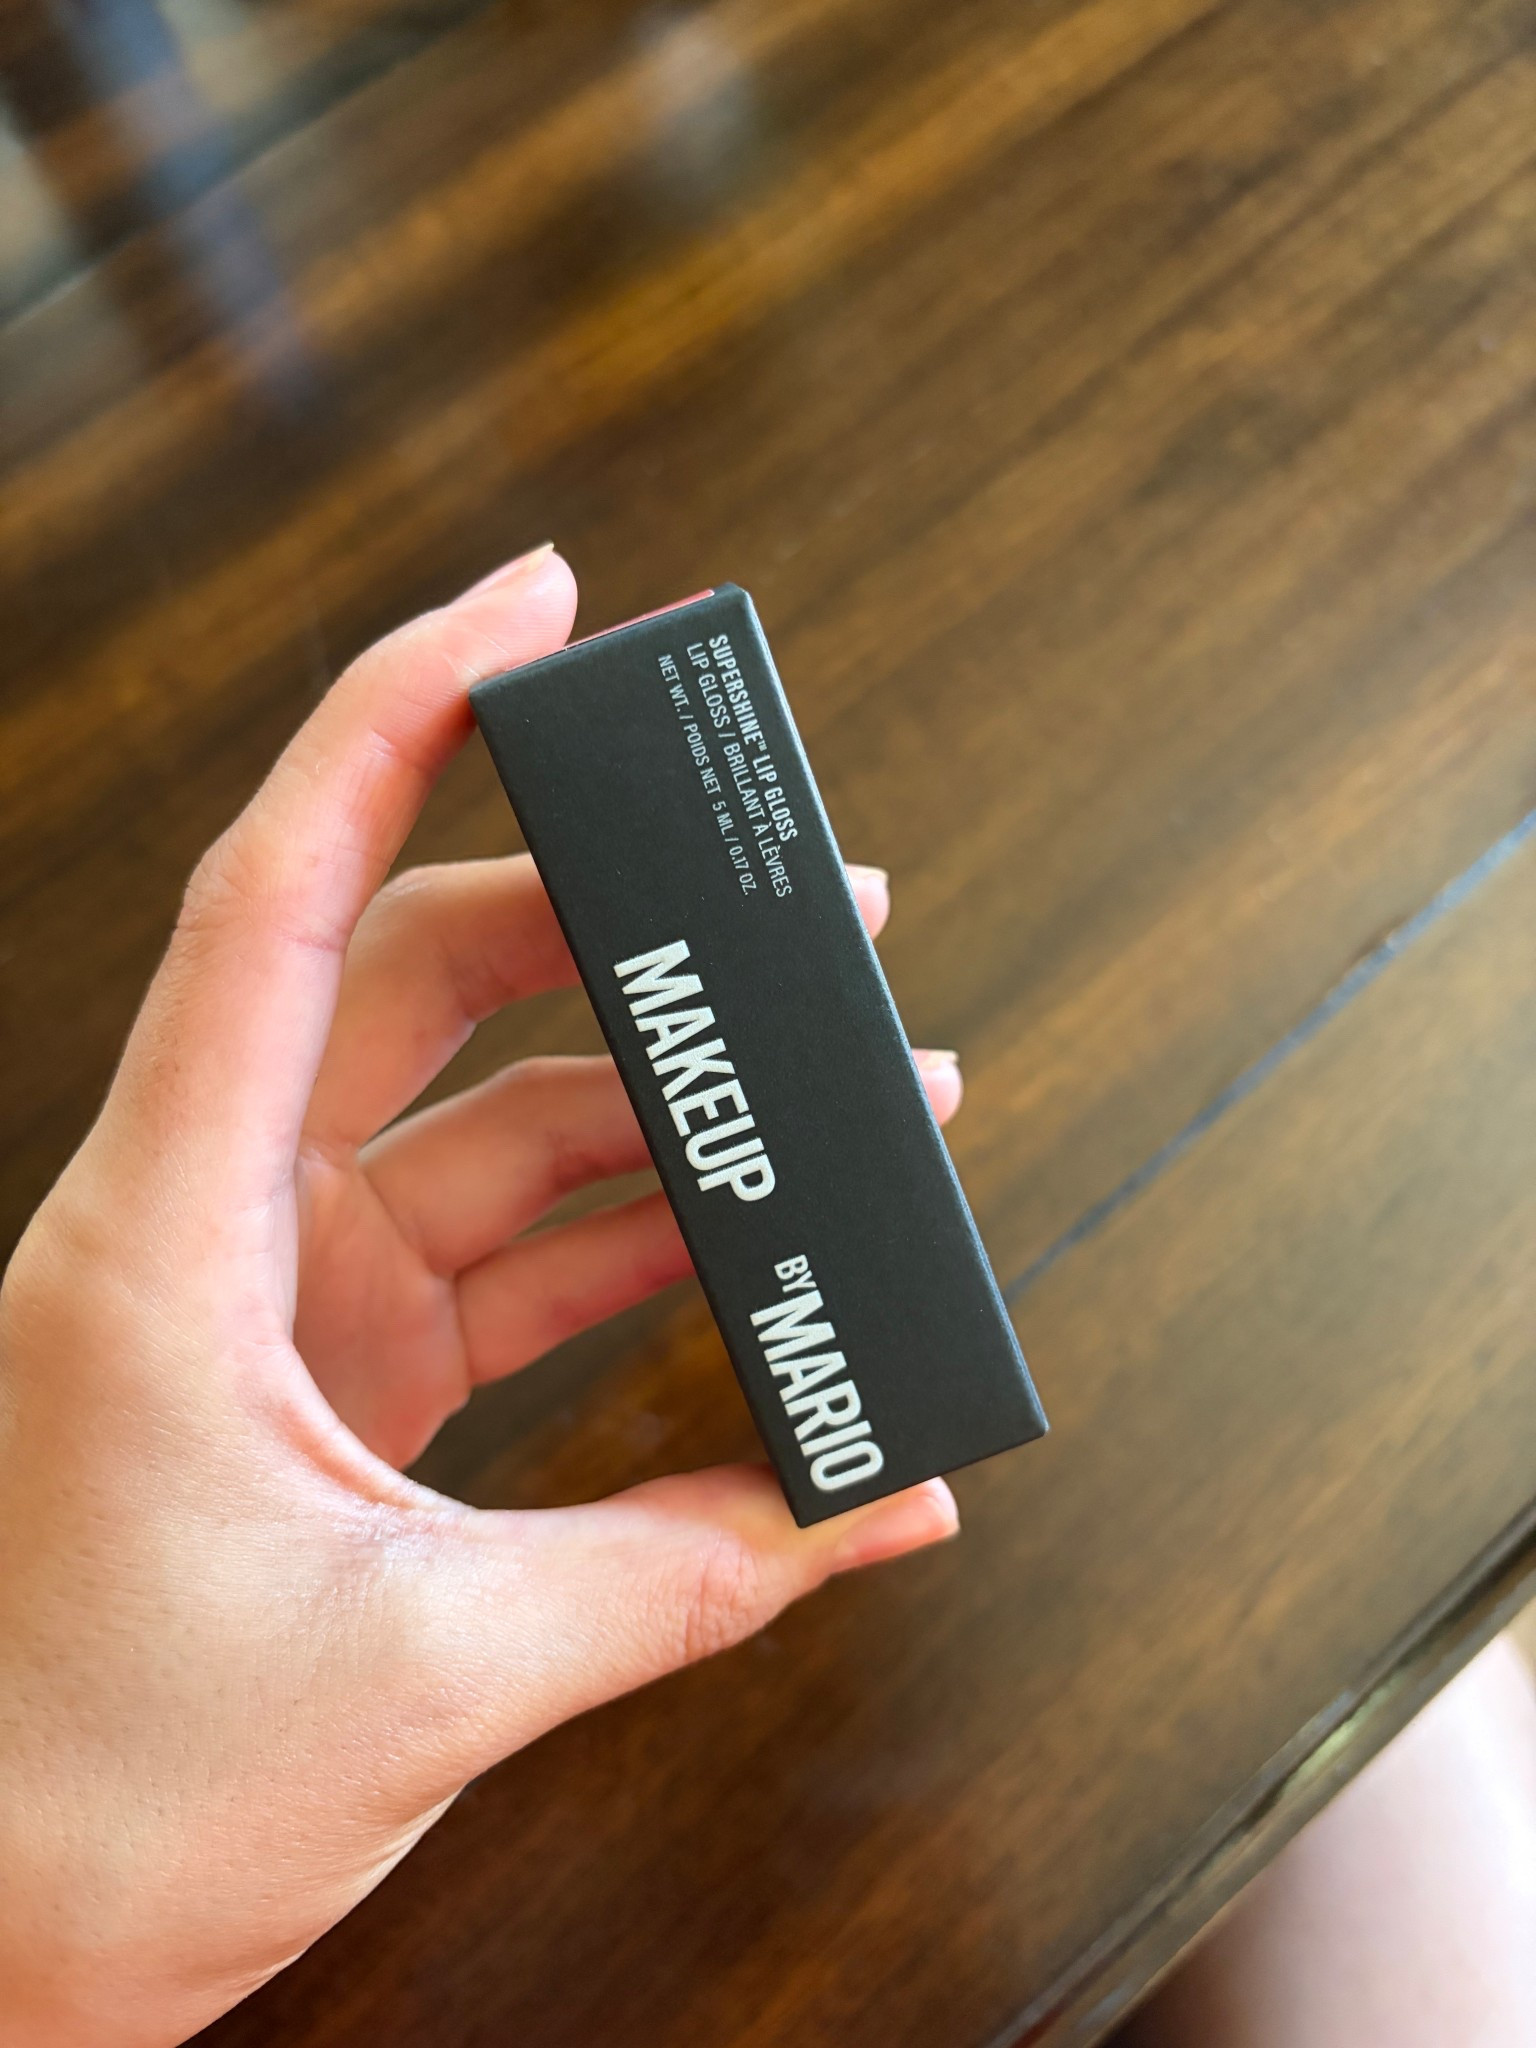 SUPERSHINE™ LIP GLOSS
LIP GLOSS / BRILLANT À LÈVRES
NET WT. / POIDS NET 5 ML / 0.17 OZ.
MAKEUP BY MARIO